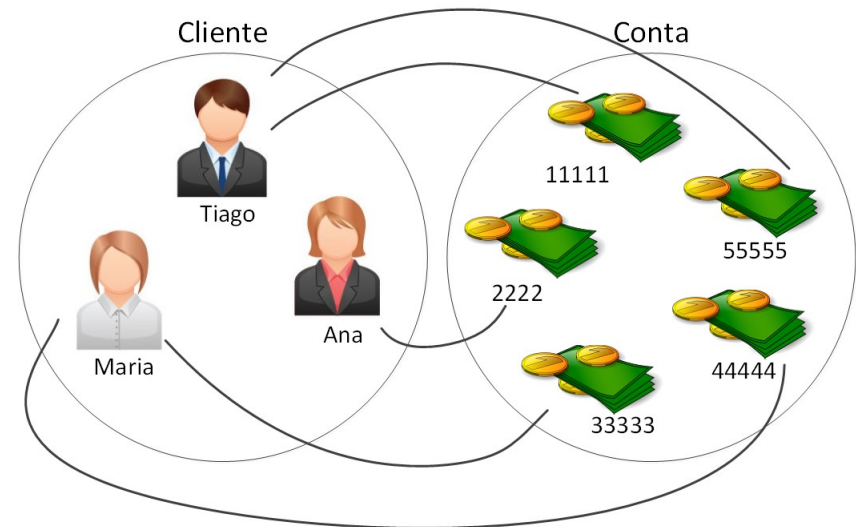 Cliente
Conta
Tiago
Ana
Maria
11111
55555
2222
44444
33333